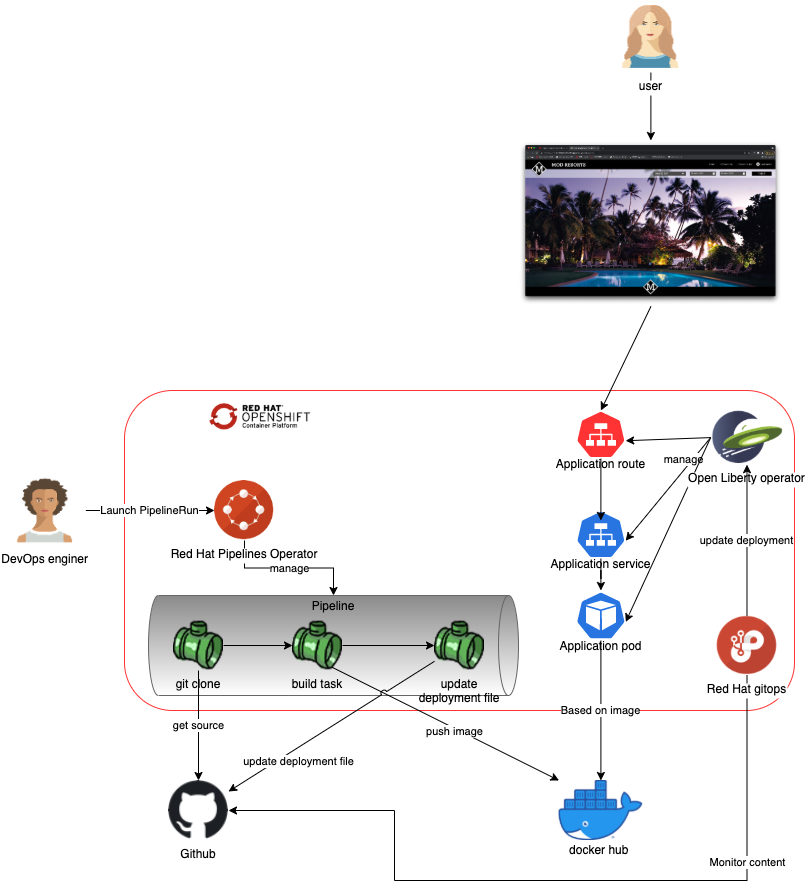 user
MOD RESORTS
M
M
RED HAT
OPENSHIFT
Container Platform
Application route
manage
Open Liberty operator
Launch PipelineRun
DevOps enginer
Red Hat Pipelines Operator
manage
update deployment
Application service
Pipeline
Application pod
git clone
build task
update
deployment file
Red Hat gitops
Based on image
get source
push image
update deployment file
Github
docker hub
Monitor content